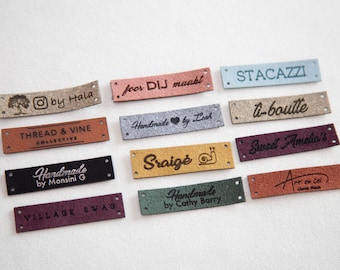 by Hala
THREAD & VINE
COLLECTIVE
Handmade
by Monsini G
VILLAGE SWAG
joos DIJ maakt
Handmade by Leah
Sraigė
Handmade
by Cathy Barry
STACAZZI
ti-boutte
Sweet Amelia's